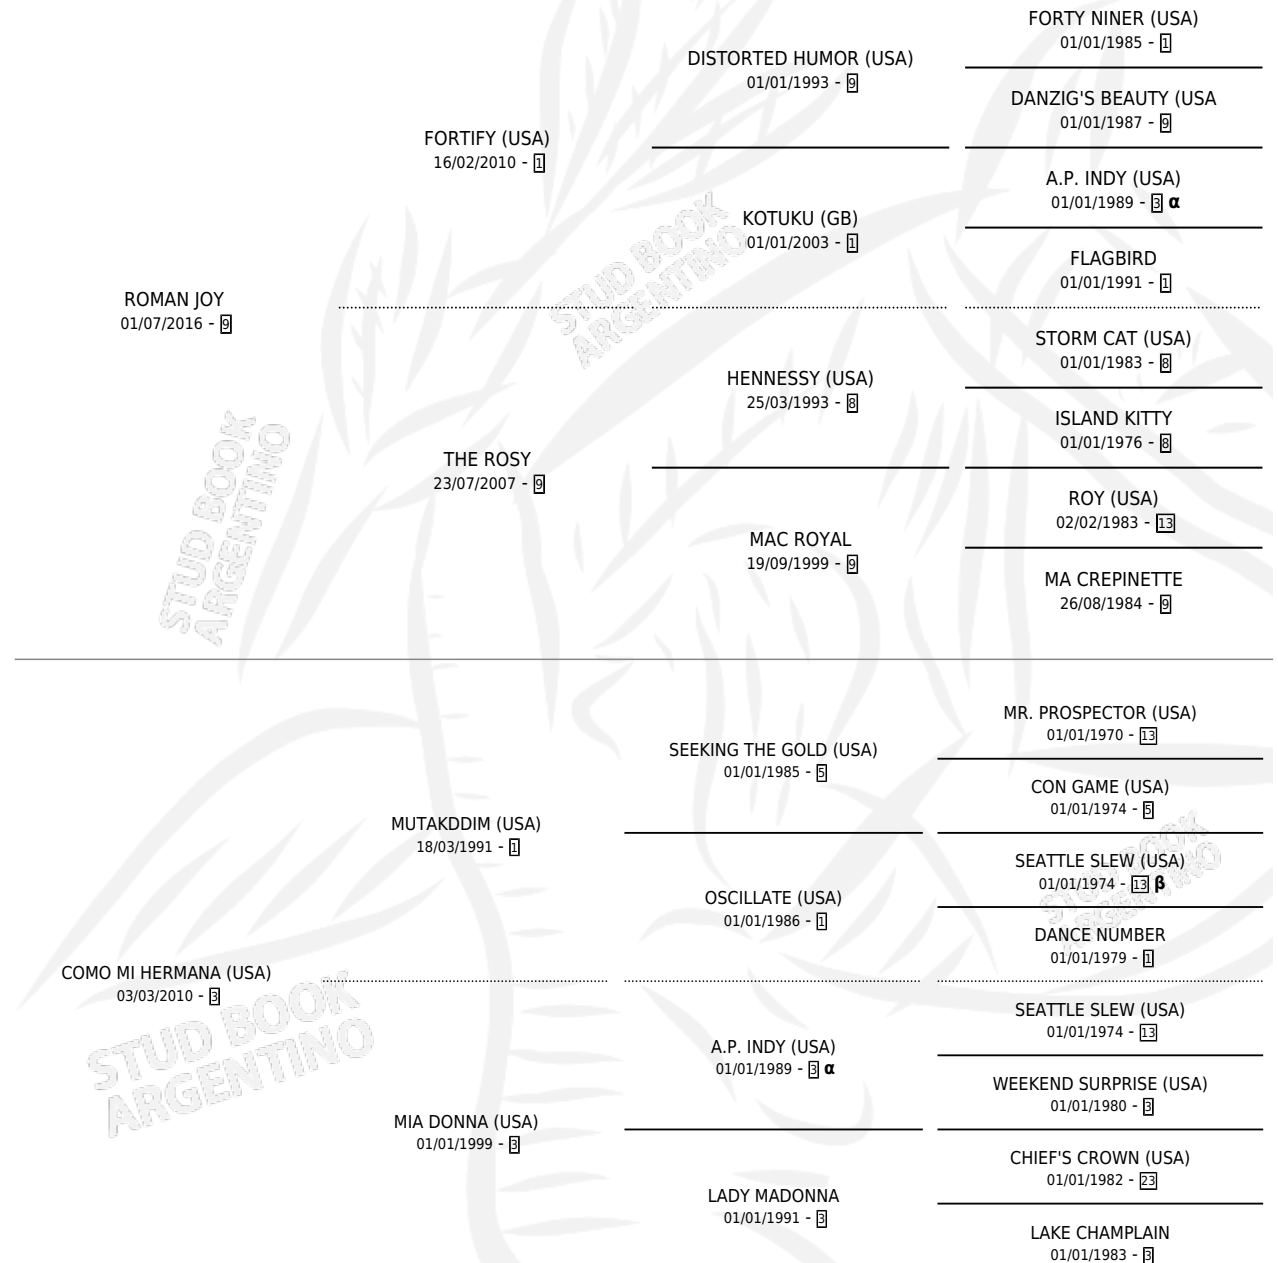 FORTY NINER (USA)
01/01/1985 - 1
DISTORTED HUMOR (USA)
01/01/1993 - 9
DANZIG'S BEAUTY (USA
01/01/1987 - 9
FORTIFY (USA)
16/02/2010 - 1
A.P. INDY (USA)
01/01/1989 - 3 α
KOTUKU (GB)
01/01/2003 - 1
FLAGBIRD
01/01/1991 - 1
STUD BOOK
ARGENTINO
ROMAN JOY
01/07/2016 - 9
STORM CAT (USA)
01/01/1983 - 8
HENNESSY (USA)
25/03/1993 - 8
ISLAND KITTY
01/01/1976 - 8
THE ROSY
23/07/2007 - 9
ROY (USA)
02/02/1983 - 13
MAC ROYAL
19/09/1999 - 9
MA CREPINETTE
26/08/1984 - 9
STUD BOOK
ARGENTINO
MR. PROSPECTOR (USA)
01/01/1970 - 13
SEEKING THE GOLD (USA)
01/01/1985 - 5
CON GAME (USA)
01/01/1974 - 5
MUTAKDDIM (USA)
18/03/1991 - 1
SEATTLE SLEW (USA)
01/01/1974 - 13 β
OSCILLATE (USA)
01/01/1986 - 1
DANCE NUMBER
01/01/1979 - 1
STUD BOOK
ARGENTINO
COMO MI HERMANA (USA)
03/03/2010 - 3
SEATTLE SLEW (USA)
01/01/1974 - 13
A.P. INDY (USA)
01/01/1989 - 3 α
WEEKEND SURPRISE (USA)
01/01/1980 - 3
MIA DONNA (USA)
01/01/1999 - 3
CHIEF'S CROWN (USA)
01/01/1982 - 23
LADY MADONNA
01/01/1991 - 3
LAKE CHAMPLAIN
01/01/1983 - 3
STUD BOOK
ARGENTINO